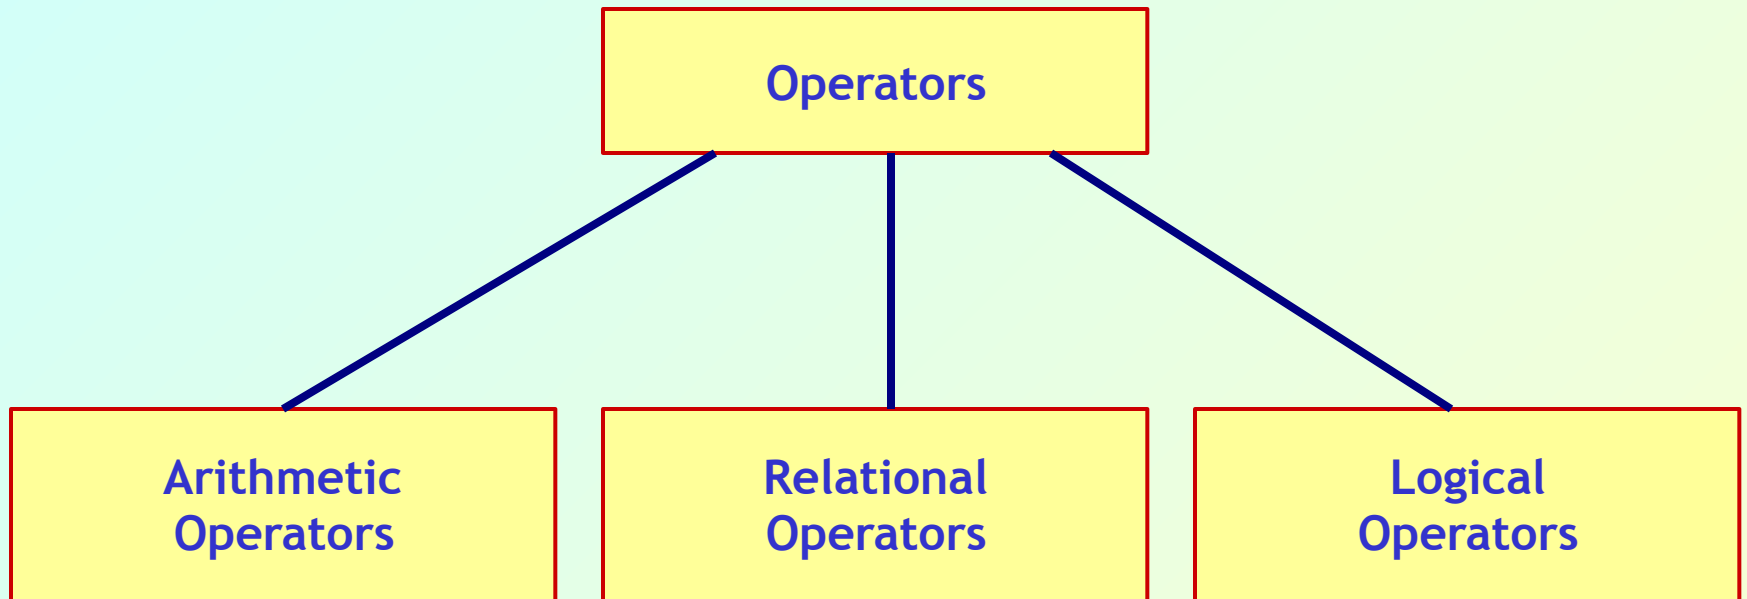 Operators
Arithmetic
Operators
Relational
Operators
Logical
Operators